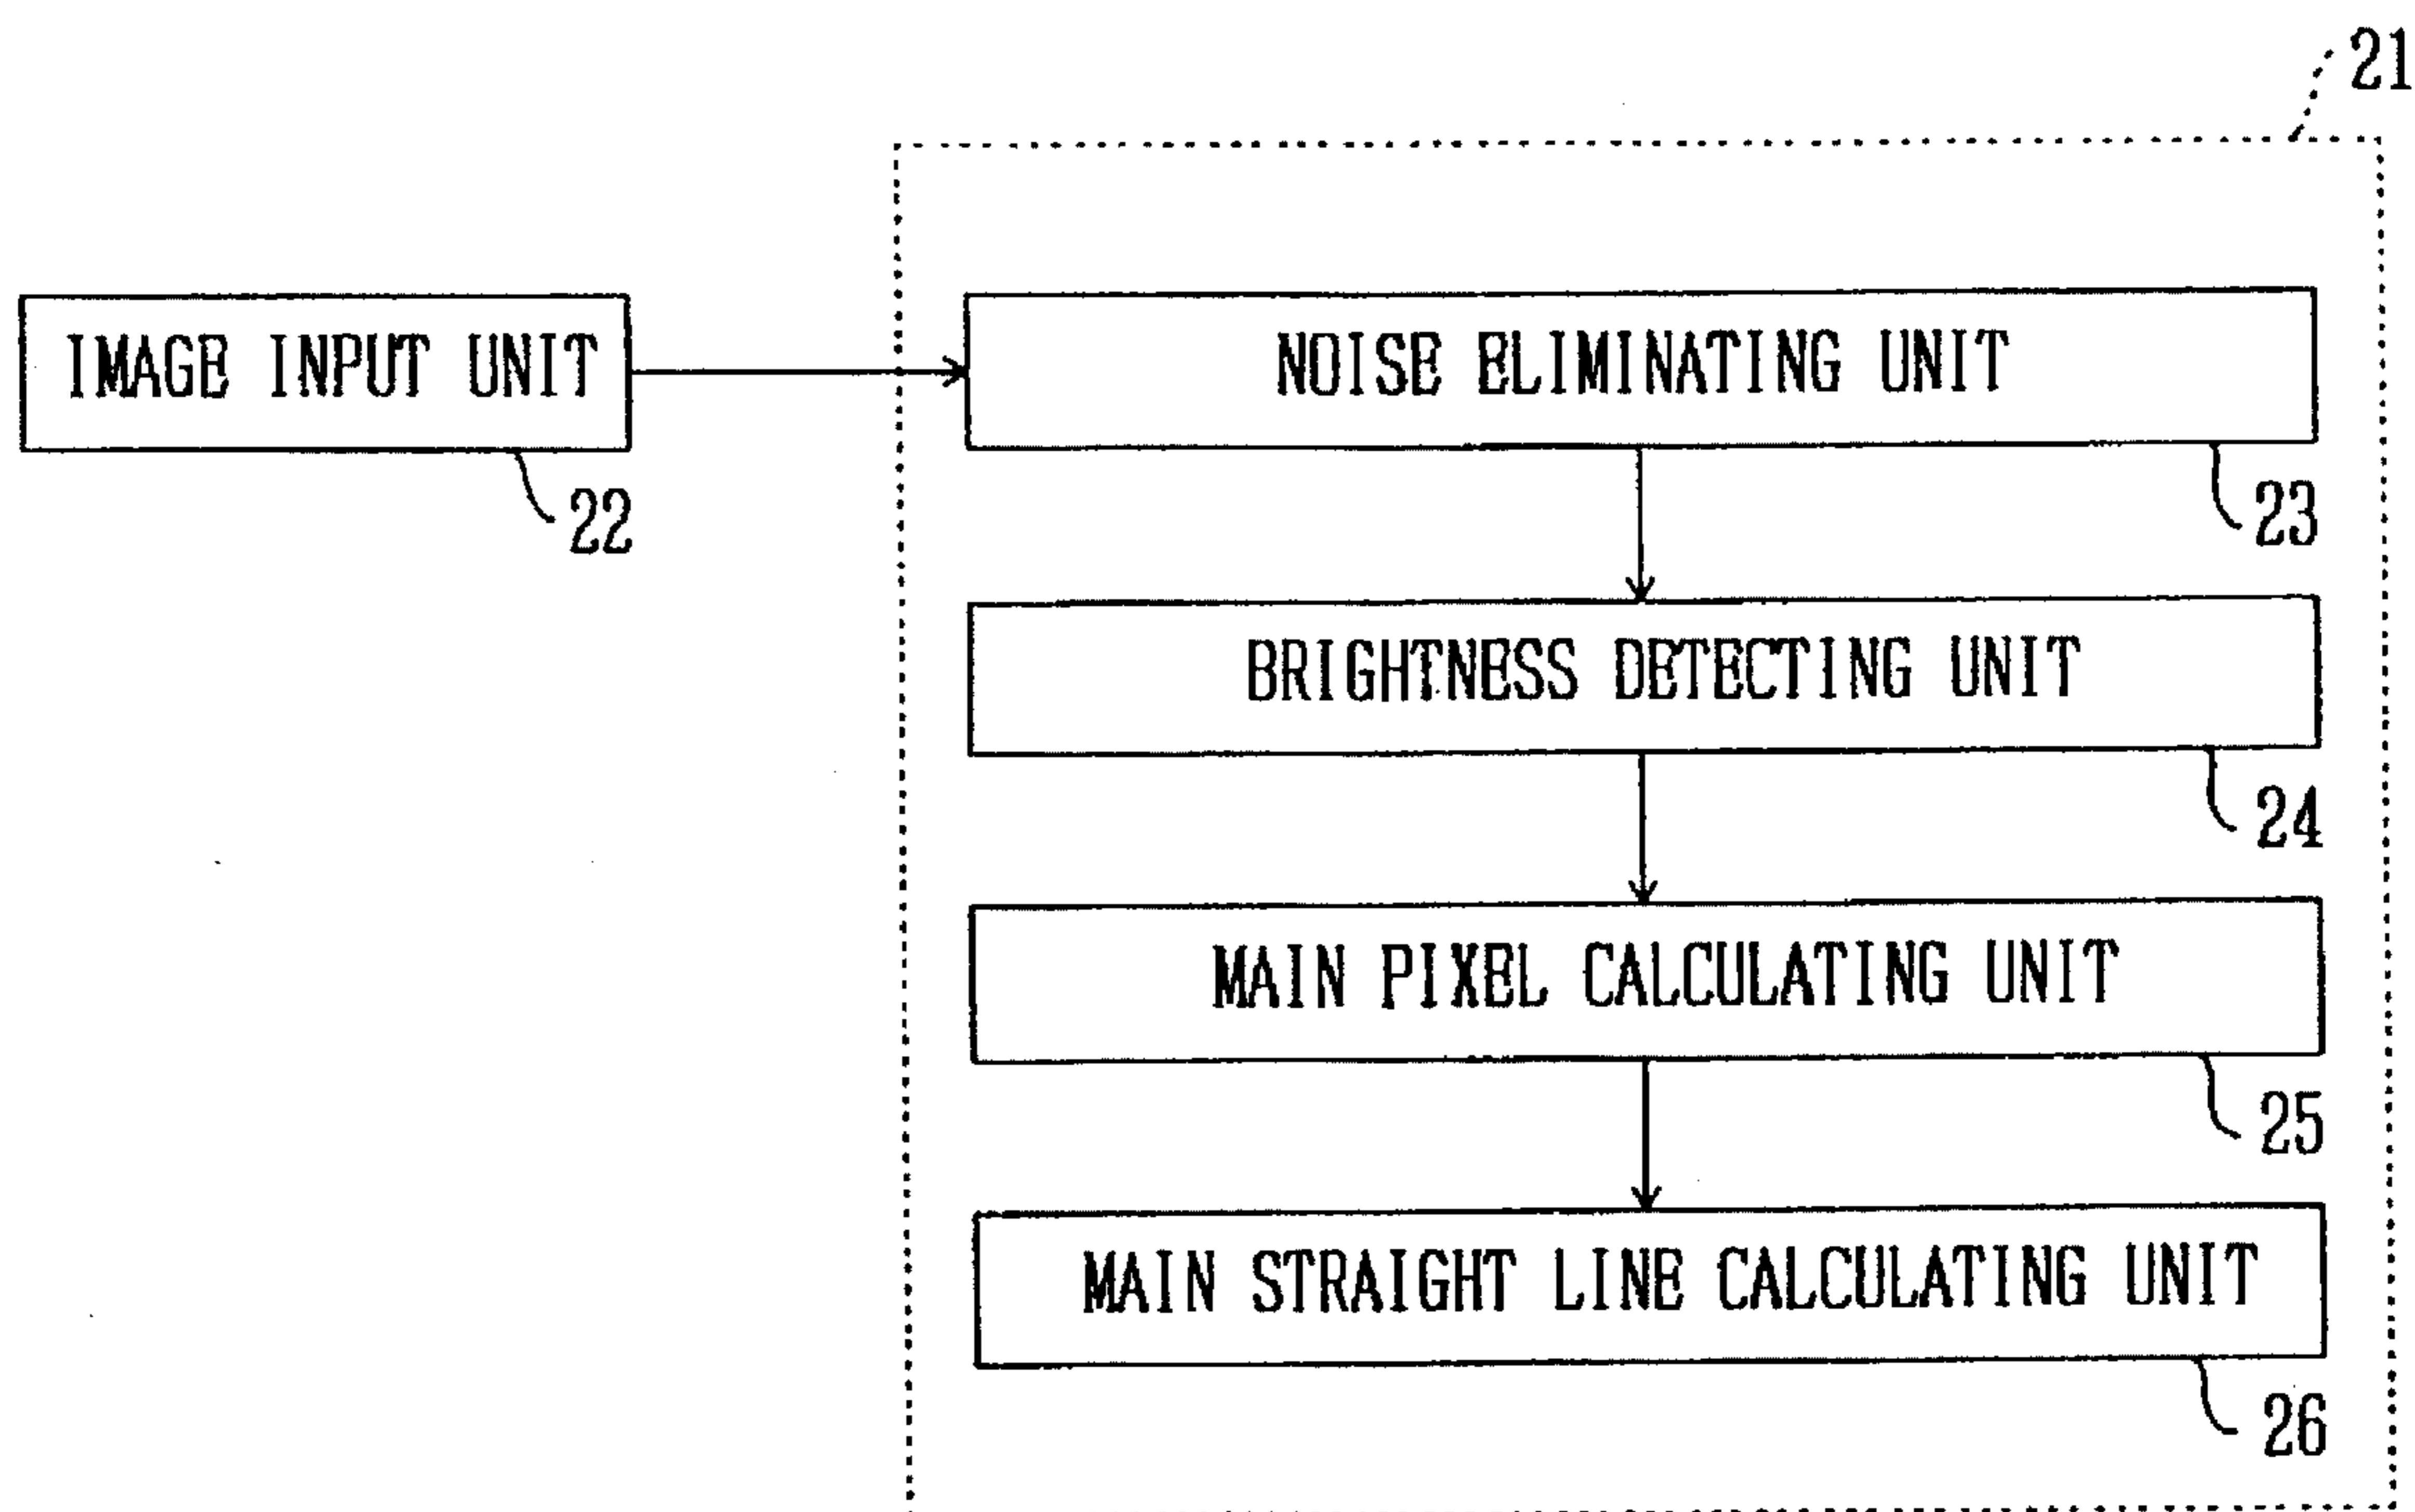 21
IMAGE INPUT UNIT
22
NOISE ELIMINATING UNIT
23
BRIGHTNESS DETECTING UNIT
24
MAIN PIXEL CALCULATING UNIT
25
MAIN STRAIGHT LINE CALCULATING UNIT
26